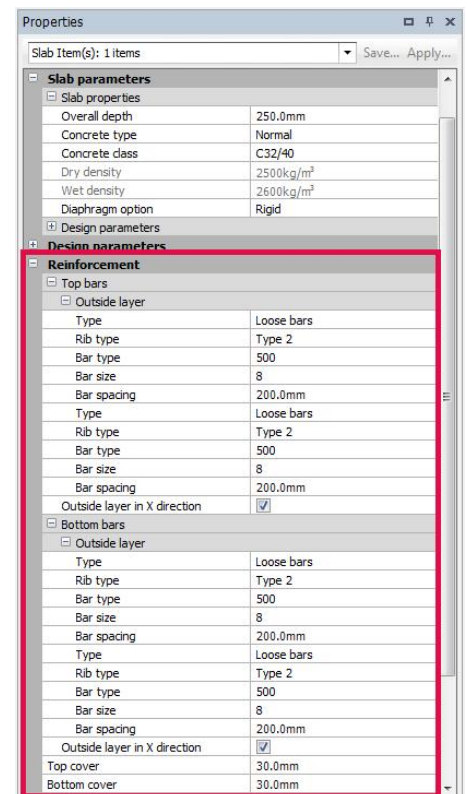 Properties
Slab Item(s): 1 items Save... Apply...
Slab parameters
Slab properties
Overall depth 250.0mm
Concrete type Normal
Concrete class C32/40
Dry density 2500kg/m³
Wet density 2600kg/m³
Diaphragm option Rigid
Design parameters
Design parameters
Reinforcement
Top bars
Outside layer
Type Loose bars
Rib type Type 2
Bar type 500
Bar size 8
Bar spacing 200.0mm
Type Loose bars
Rib type Type 2
Bar type 500
Bar size 8
Bar spacing 200.0mm
Outside layer in X direction
Bottom bars
Outside layer
Type Loose bars
Rib type Type 2
Bar type 500
Bar size 8
Bar spacing 200.0mm
Type Loose bars
Rib type Type 2
Bar type 500
Bar size 8
Bar spacing 200.0mm
Outside layer in X direction
Top cover 30.0mm
Bottom cover 30.0mm